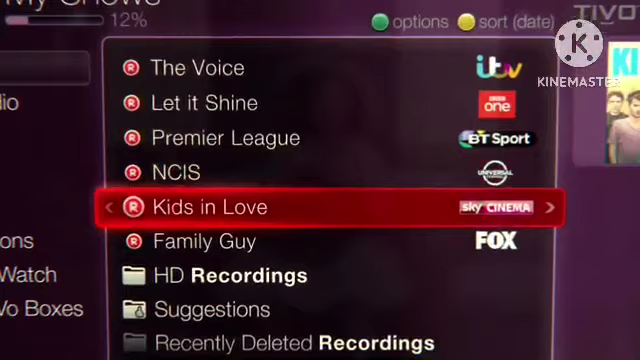 My Shows
12%
options
sort (date)
TIVO
K
KINEMASTER
R The Voice itv
R Let it Shine BBC one
R Premier League BT Sport
R NCIS UNIVERSAL
< R Kids in Love sky CINEMA >
R Family Guy FOX
HD Recordings
Suggestions
Recently Deleted Recordings
dio
ons
Watch
Vo Boxes
KI